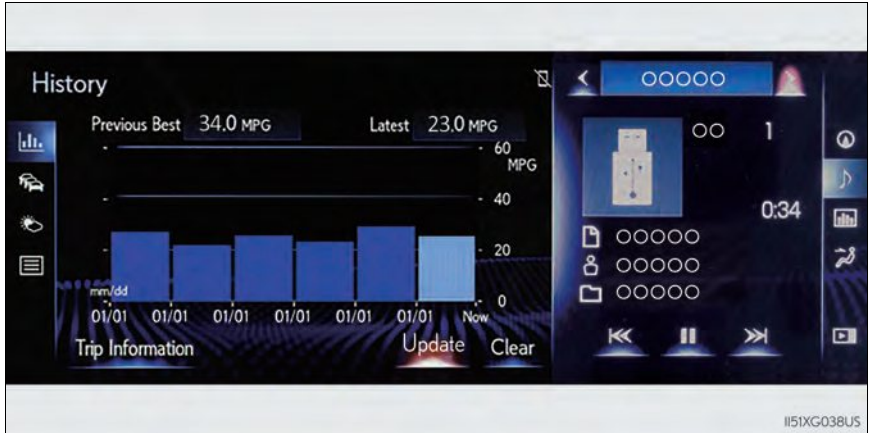 History
Previous Best 34.0 MPG
Latest 23.0 MPG
60
MPG
40
20
0
mm/dd
01/01 01/01 01/01 01/01 01/01 01/01 Now
Trip Information
Update
Clear
OOOOO
OO 1
0:34
OOOOO
OOOOO
OOOOO
II51XG038US